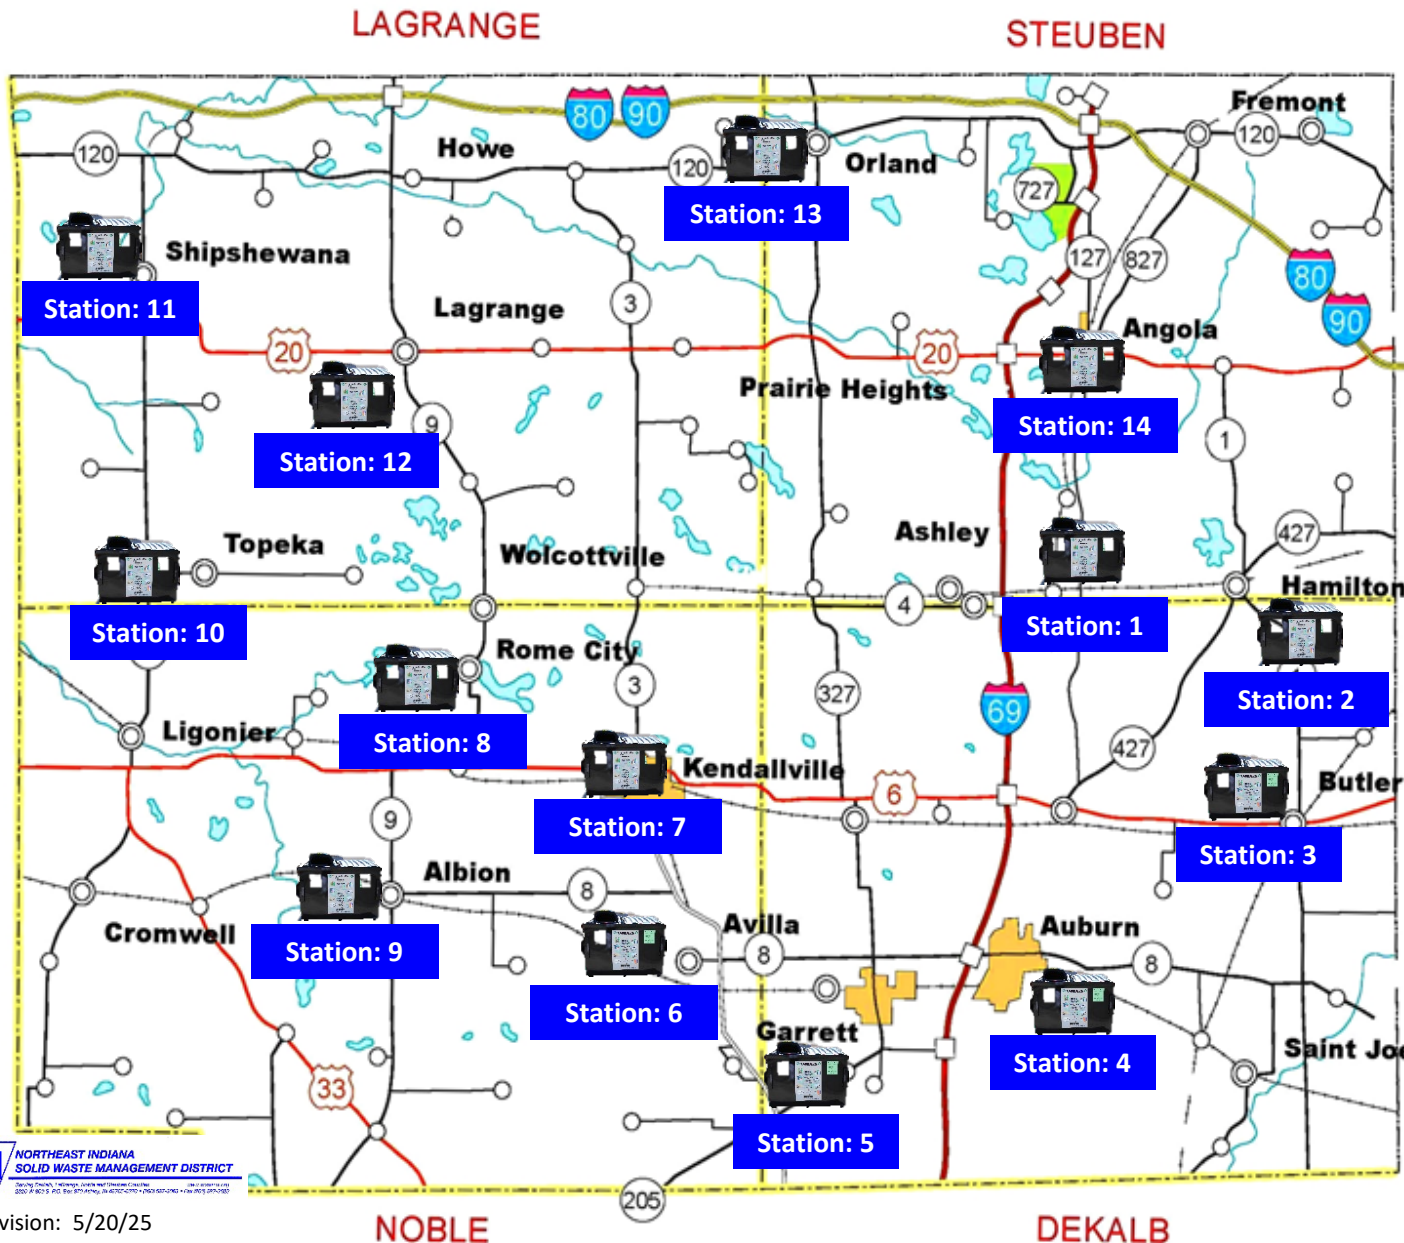 LAGRANGE
STEUBEN
80
90
Fremont
120
120
Howe
120
Orland
727
Station: 13
Shipshewana
127
827
80
90
Station: 11
Lagrange
3
Angola
20
20
Prairie Heights
9
Station: 12
Station: 14
1
Ashley
427
Topeka
Wolcottville
Hamilton
4
Station: 10
Station: 1
Rome City
3
327
69
Station: 2
Ligonier
Station: 8
427
Kendallville
6
Butler
9
Station: 7
Station: 3
Albion
8
Cromwell
Avilla
Auburn
Station: 9
8
8
Station: 6
Garrett
Saint Joe
Station: 4
33
Station: 5
NORTHEAST INDIANA
SOLID WASTE MANAGEMENT DISTRICT
205
vision: 5/20/25
NOBLE
DEKALB